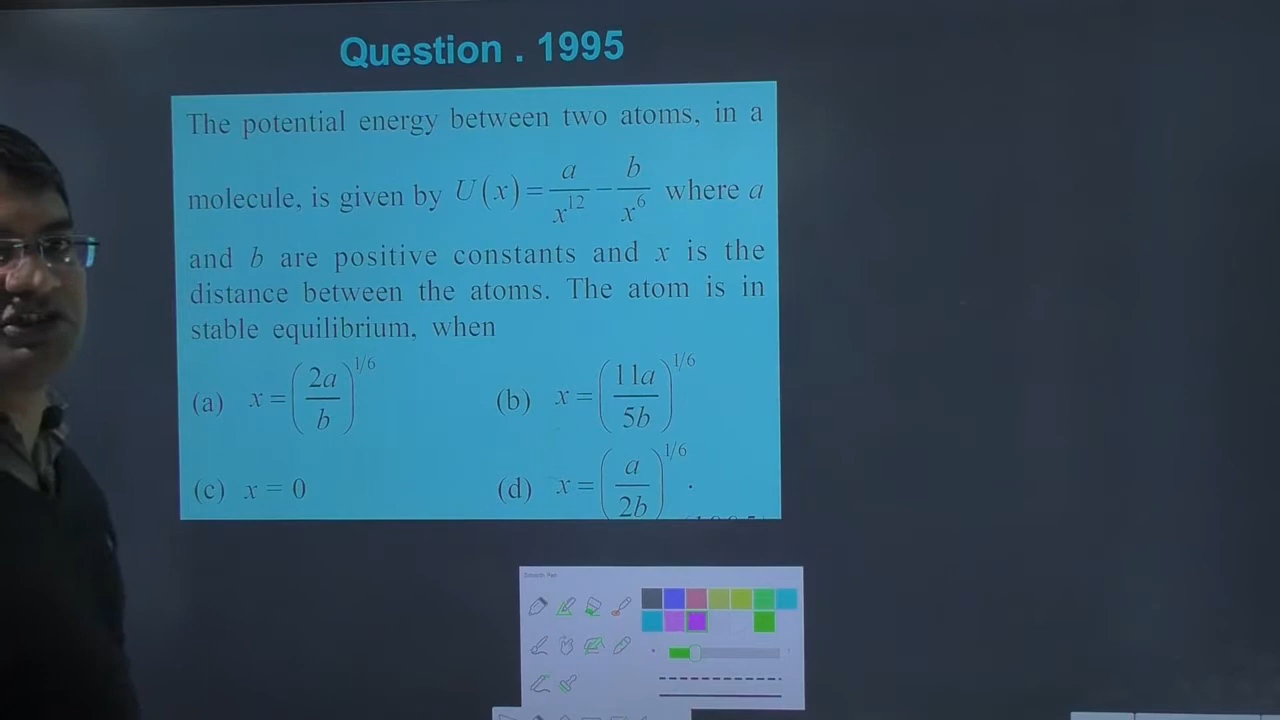 Question . 1995
The potential energy between two atoms, in a
molecule, is given by U(x) = a/x^12 − b/x^6 where a
and b are positive constants and x is the
distance between the atoms. The atom is in
stable equilibrium, when
(a) x = (2a/b)^1/6 (b) x = (11a/5b)^1/6
(c) x = 0 (d) x = (a/2b)^1/6 .